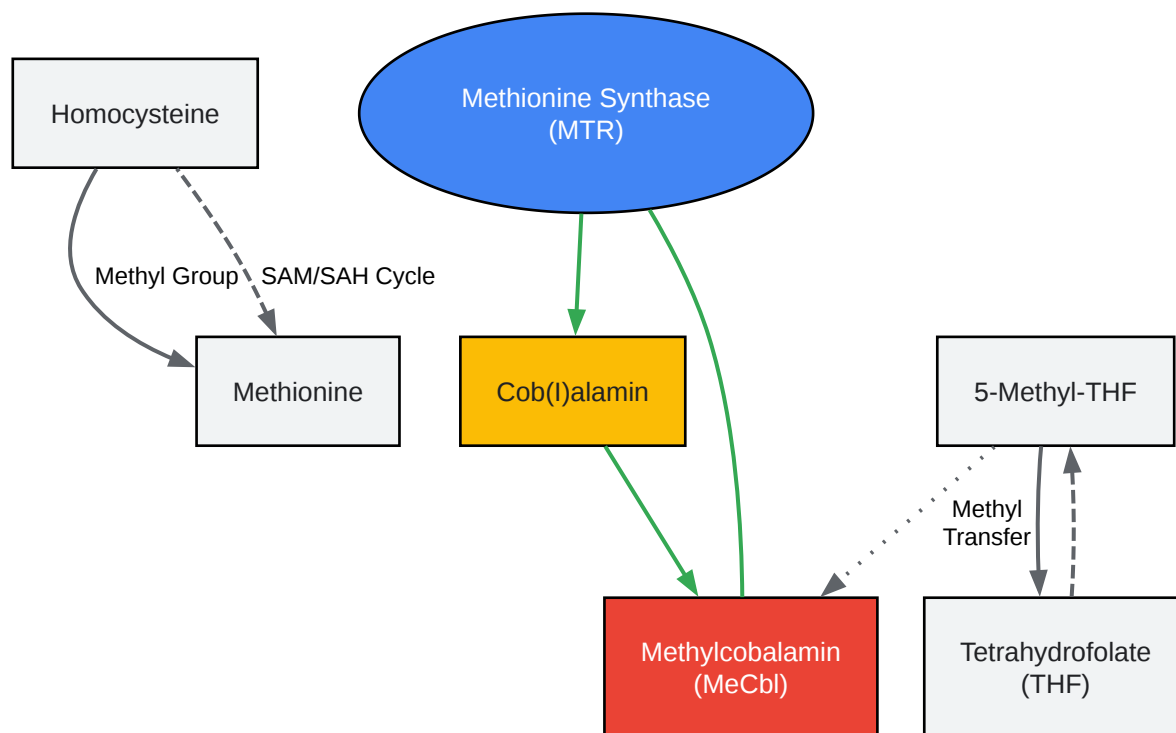 Homocysteine
Methionine Synthase
(MTR)
Methyl Group
SAM/SAH Cycle
Methionine
Cob(I)alamin
5-Methyl-THF
Methyl
Transfer
Methylcobalamin
(MeCbl)
Tetrahydrofolate
(THF)